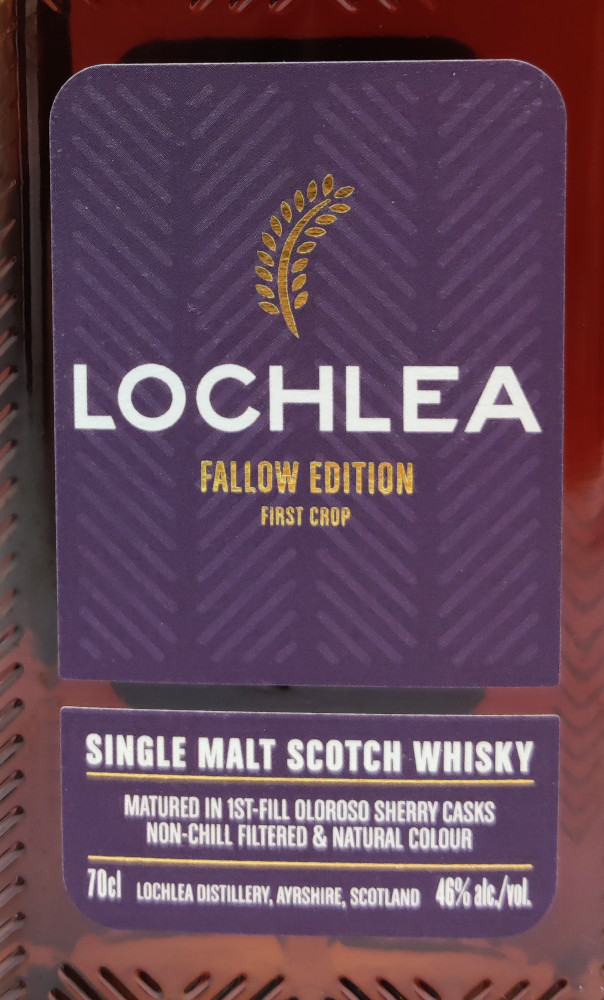 LOCHLEA
FALLOW EDITION
FIRST CROP
SINGLE MALT SCOTCH WHISKY
MATURED IN 1ST-FILL OLOROSO SHERRY CASKS
NON-CHILL FILTERED & NATURAL COLOUR
70cl LOCHLEA DISTILLERY, AYRSHIRE, SCOTLAND 46% alc./vol.